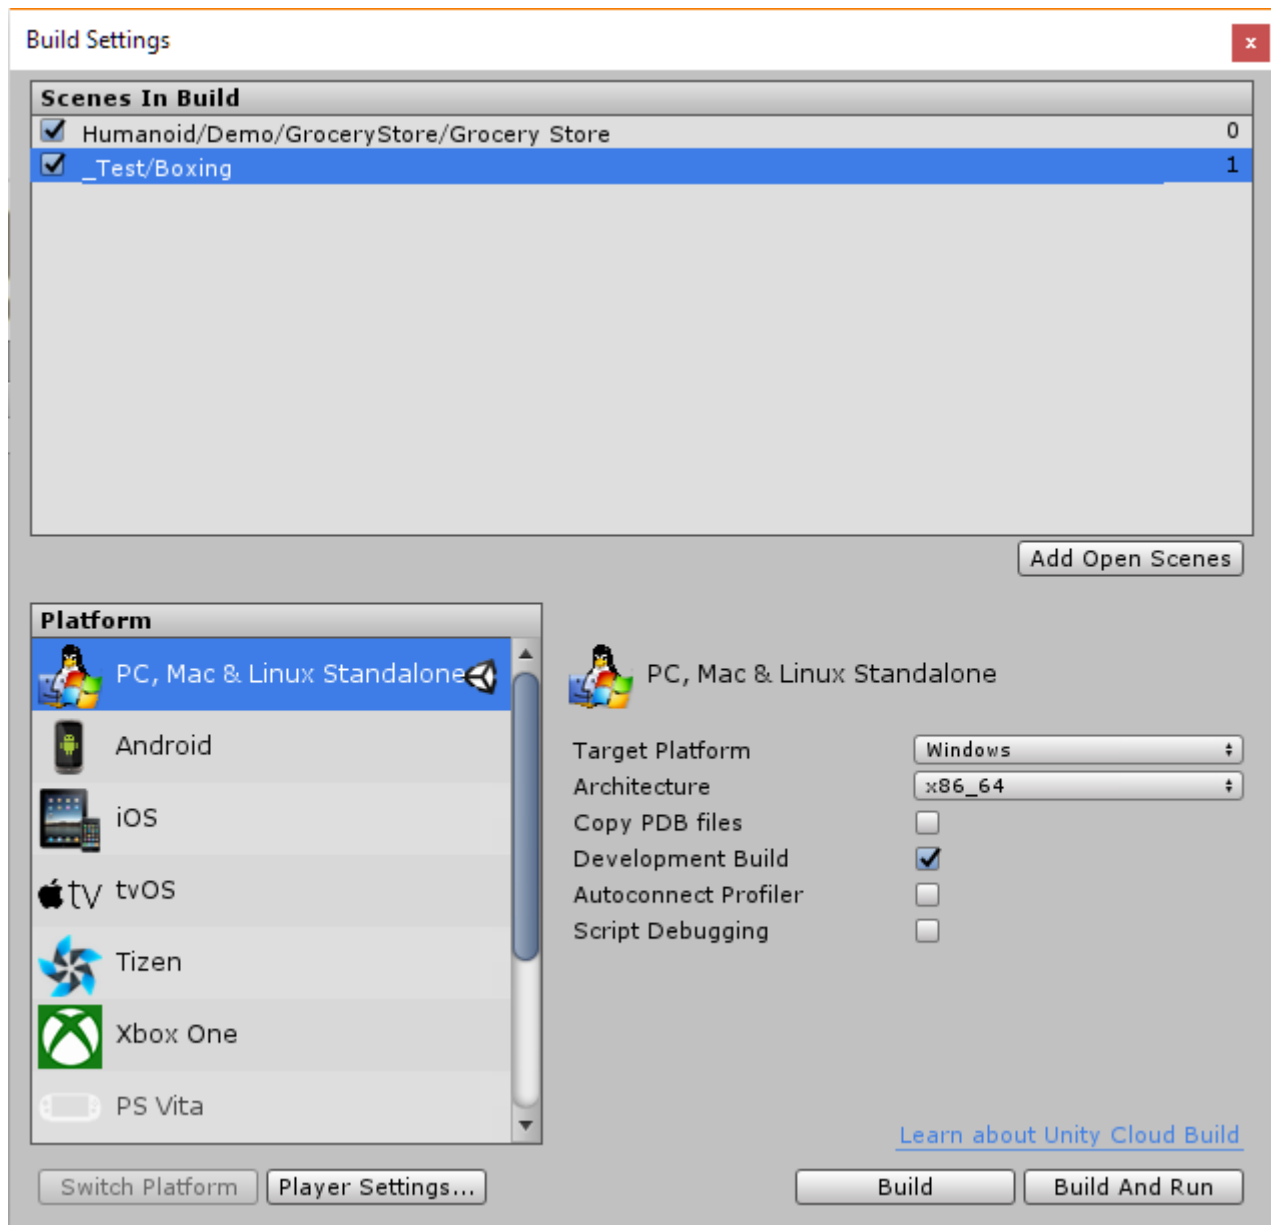 Build Settings
x
Scenes In Build
Humanoid/Demo/GroceryStore/Grocery Store 0
_Test/Boxing 1
Add Open Scenes
Platform
PC, Mac & Linux Standalone
Android
iOS
tv tvOS
Tizen
Xbox One
PS Vita
PC, Mac & Linux Standalone
Target Platform Windows
Architecture x86_64
Copy PDB files
Development Build
Autoconnect Profiler
Script Debugging
Learn about Unity Cloud Build
Switch Platform Player Settings... Build Build And Run